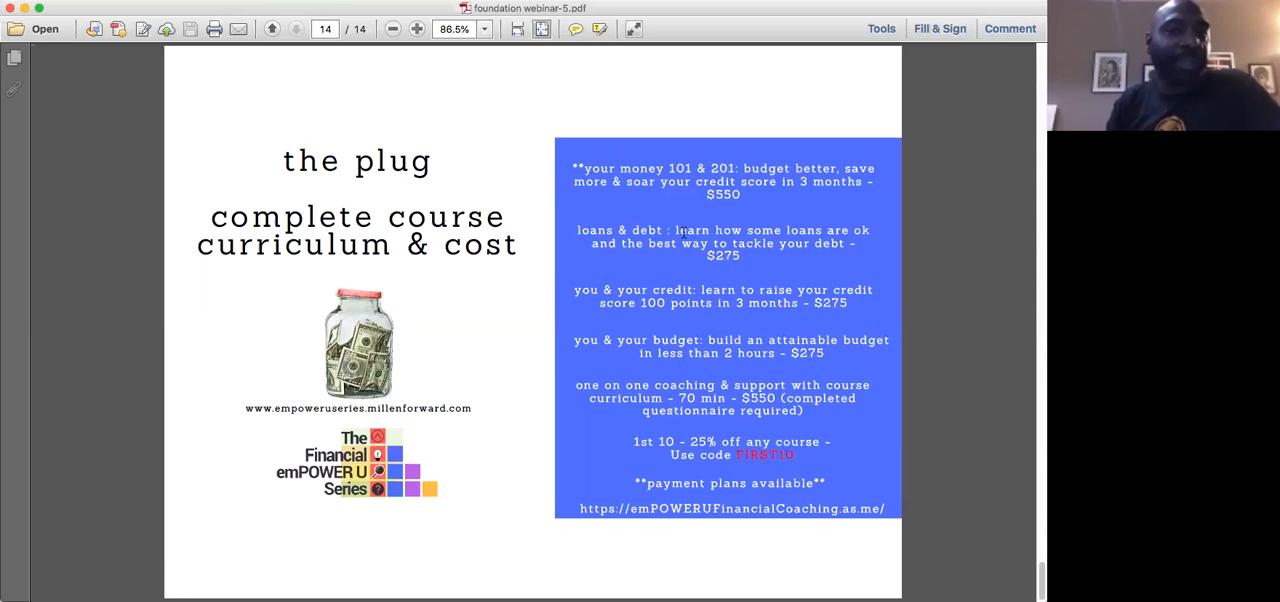 foundation webinar-5.pdf
Open
14 / 14
86.5%
Tools
Fill & Sign
Comment
the plug
complete course
curriculum & cost
www.empoweruseries.millenforward.com
The
Financial
emPOWER U
Series
**your money 101 & 201: budget better, save
more & soar your credit score in 3 months -
$550
loans & debt : learn how some loans are ok
and the best way to tackle your debt -
$275
you & your credit: learn to raise your credit
score 100 points in 3 months - $275
you & your budget: build an attainable budget
in less than 2 hours - $275
one on one coaching & support with course
curriculum - 70 min - $550 (completed
questionnaire required)
1st 10 - 25% off any course -
Use code FIRST10
**payment plans available**
https://emPOWERUFinancialCoaching.as.me/